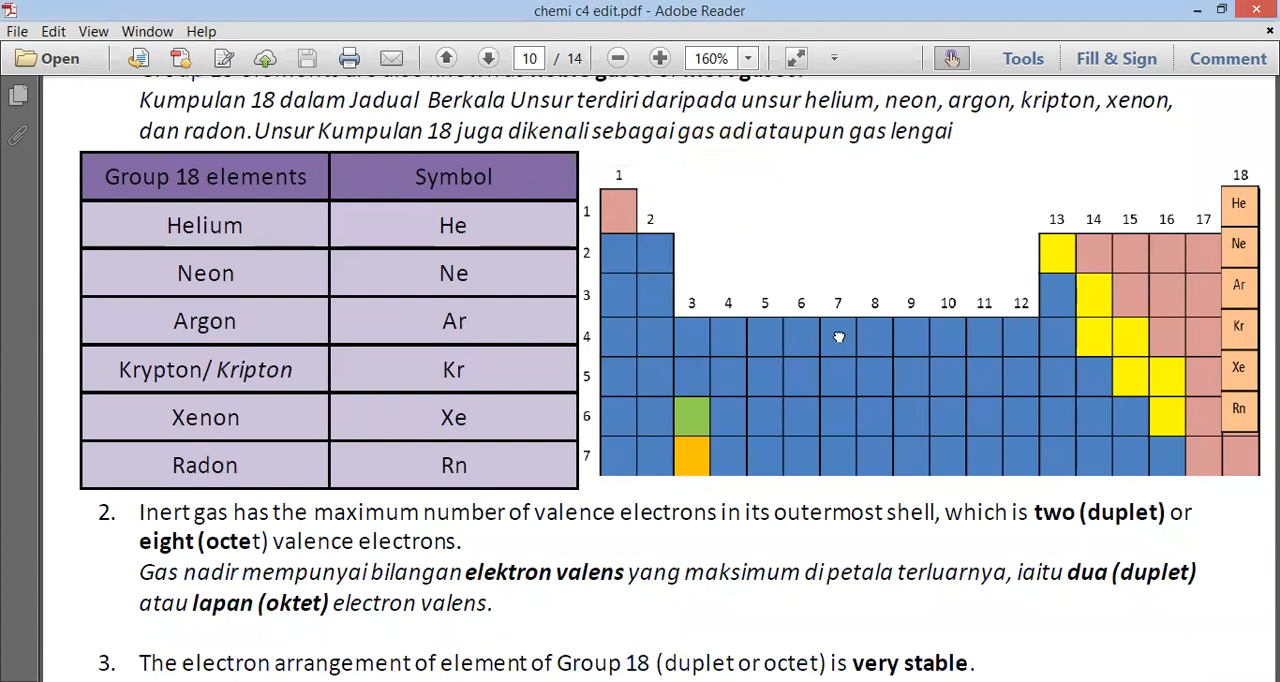 chemi c4 edit.pdf - Adobe Reader
File Edit View Window Help
Open 10 / 14 160% Tools Fill & Sign Comment
Kumpulan 18 dalam Jadual Berkala Unsur terdiri daripada unsur helium, neon, argon, kripton, xenon,
dan radon.Unsur Kumpulan 18 juga dikenali sebagai gas adi ataupun gas lengai
Group 18 elements Symbol
Helium He
Neon Ne
Argon Ar
Krypton/ Kripton Kr
Xenon Xe
Radon Rn
1 18
1 He
2 13 14 15 16 17
2 Ne
3 Ar
3 4 5 6 7 8 9 10 11 12
4 Kr
5 Xe
6 Rn
7
2. Inert gas has the maximum number of valence electrons in its outermost shell, which is two (duplet) or
eight (octet) valence electrons.
Gas nadir mempunyai bilangan elektron valens yang maksimum di petala terluarnya, iaitu dua (duplet)
atau lapan (oktet) electron valens.
3. The electron arrangement of element of Group 18 (duplet or octet) is very stable.